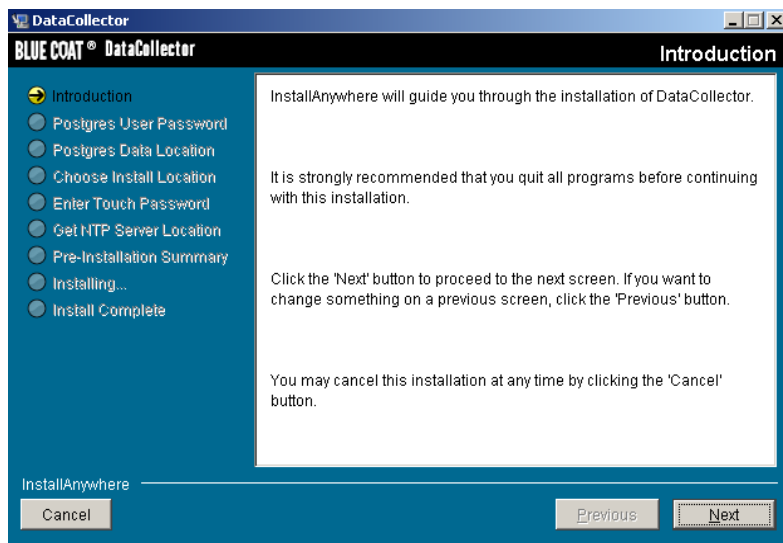 DataCollector
BLUE COAT ® DataCollector
Introduction
Introduction
Postgres User Password
Postgres Data Location
Choose Install Location
Enter Touch Password
Get NTP Server Location
Pre-Installation Summary
Installing...
Install Complete
InstallAnywhere will guide you through the installation of DataCollector.
It is strongly recommended that you quit all programs before continuing
with this installation.
Click the 'Next' button to proceed to the next screen. If you want to
change something on a previous screen, click the 'Previous' button.
You may cancel this installation at any time by clicking the 'Cancel'
button.
InstallAnywhere
Cancel
Previous
Next